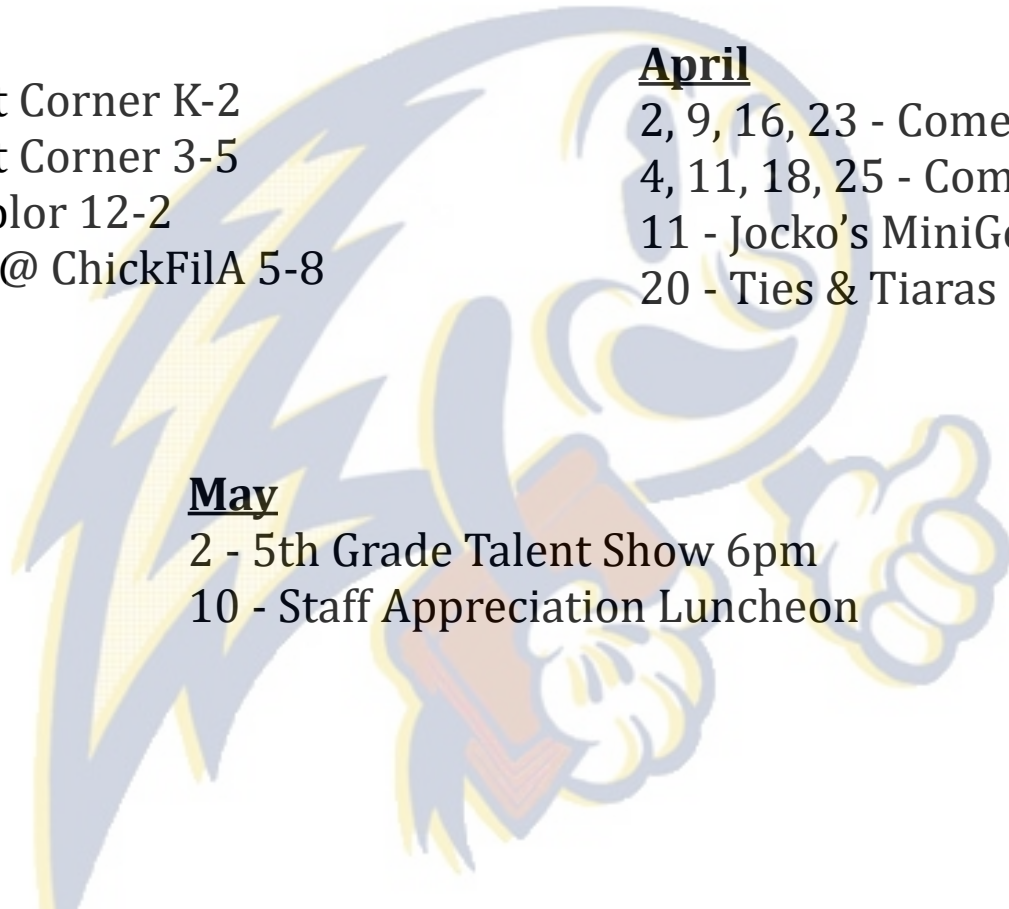 t Corner K-2
t Corner 3-5
olor 12-2
@ ChickFilA 5-8
April
2, 9, 16, 23 - Come
4, 11, 18, 25 - Com
11 - Jocko’s MiniG
20 - Ties & Tiaras
May
2 - 5th Grade Talent Show 6pm
10 - Staff Appreciation Luncheon